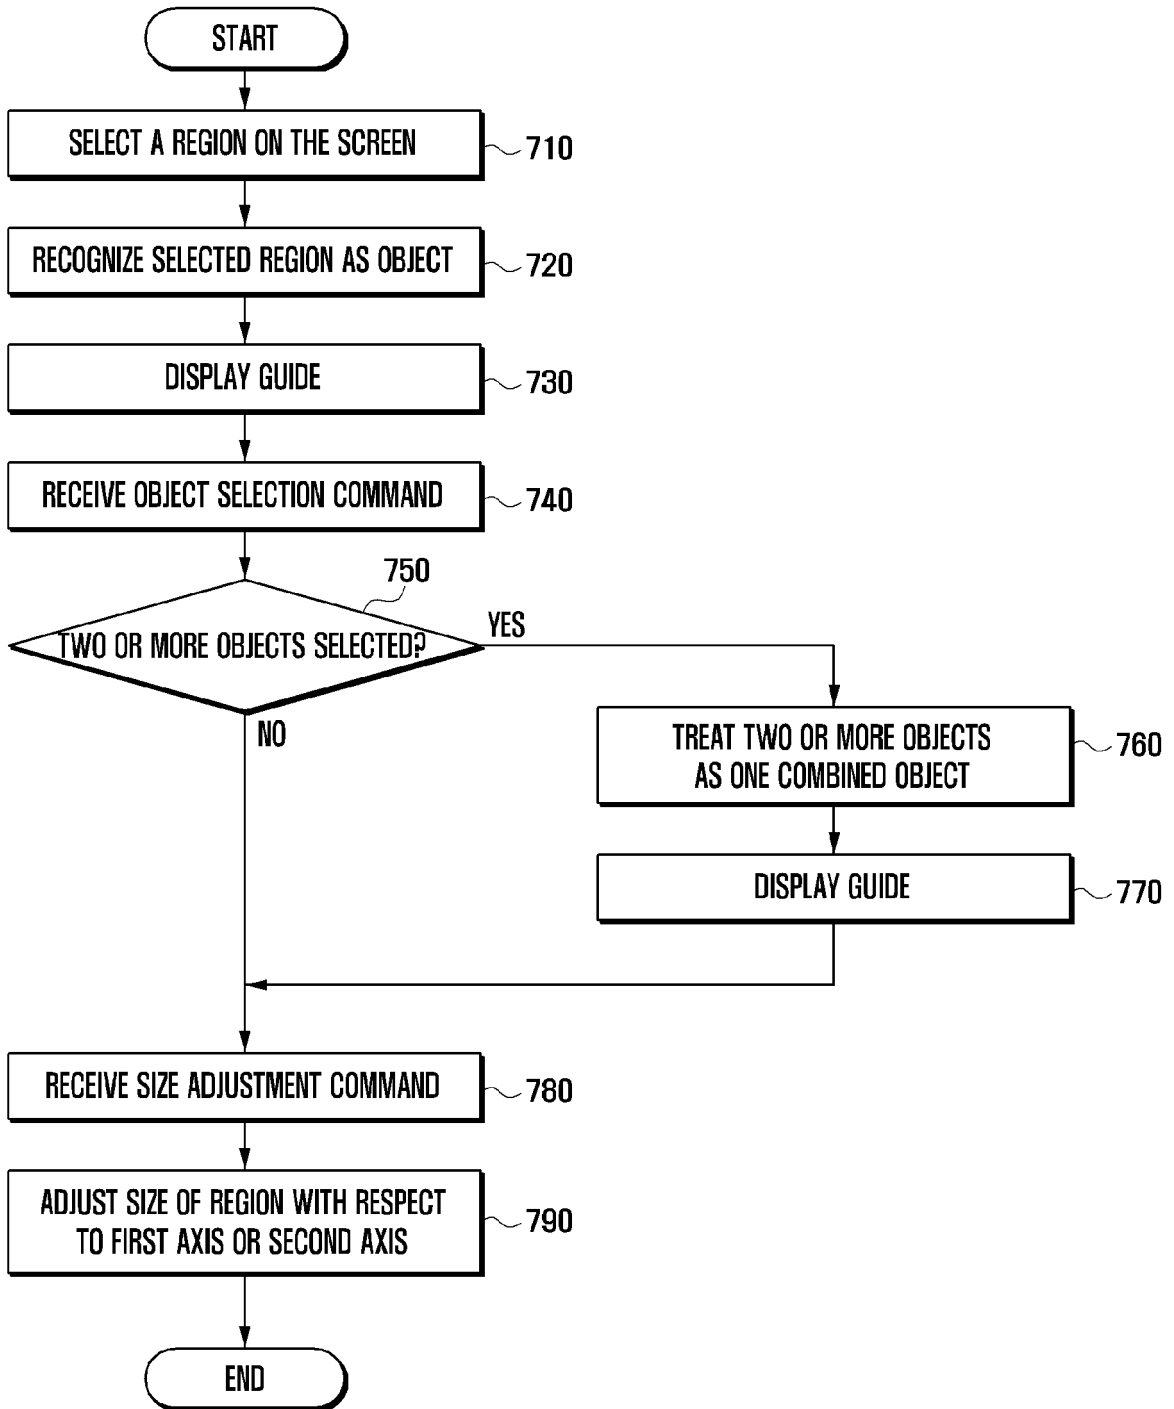 START
SELECT A REGION ON THE SCREEN
710
RECOGNIZE SELECTED REGION AS OBJECT
720
DISPLAY GUIDE
730
RECEIVE OBJECT SELECTION COMMAND
740
750
TWO OR MORE OBJECTS SELECTED?
YES
NO
TREAT TWO OR MORE OBJECTS
AS ONE COMBINED OBJECT
760
DISPLAY GUIDE
770
RECEIVE SIZE ADJUSTMENT COMMAND
780
ADJUST SIZE OF REGION WITH RESPECT
TO FIRST AXIS OR SECOND AXIS
790
END